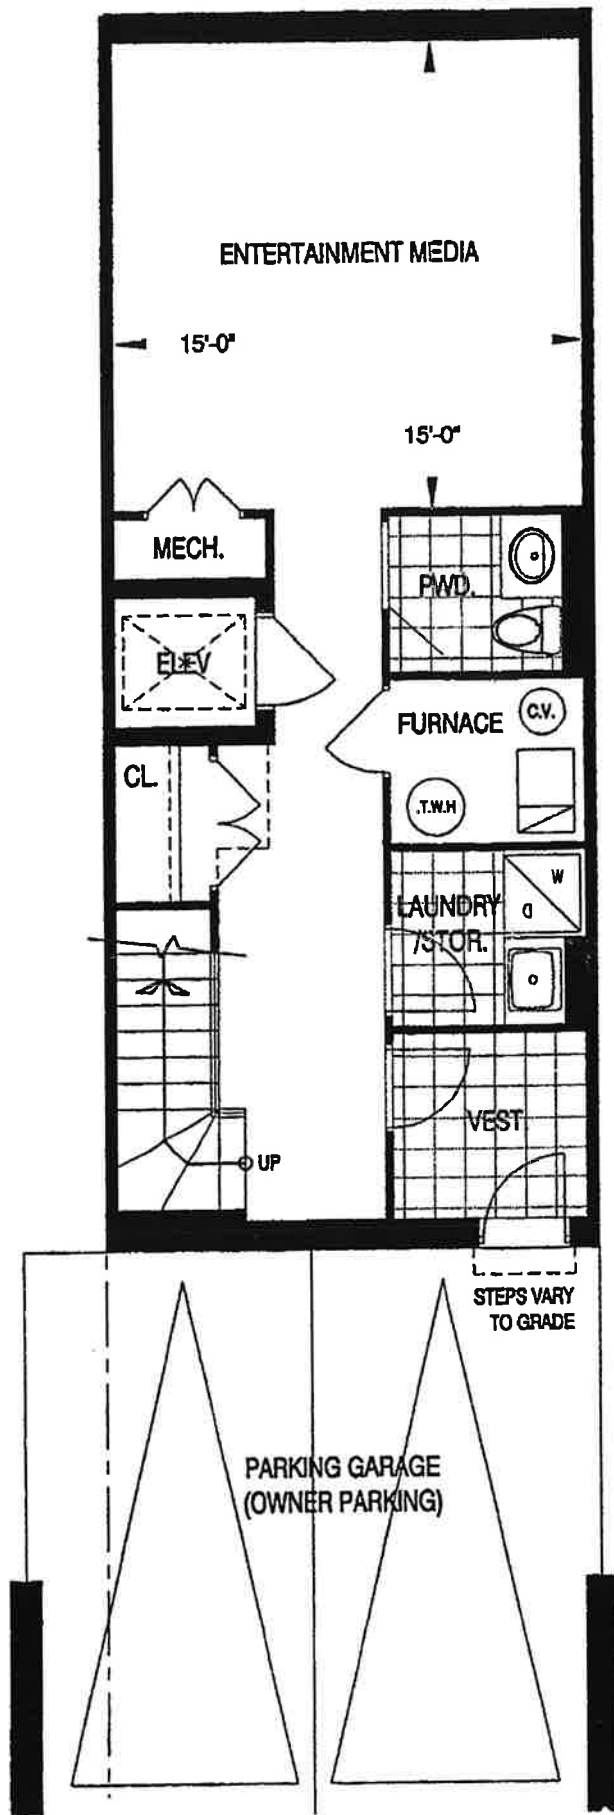 ENTERTAINMENT MEDIA
15'-0"
15'-0"
MECH.
PWD.
ELEV
FURNACE
C.V.
CL.
.T.W.H
LAUNDRY
/STOR.
W
D
VEST
UP
STEPS VARY
TO GRADE
PARKING GARAGE
(OWNER PARKING)